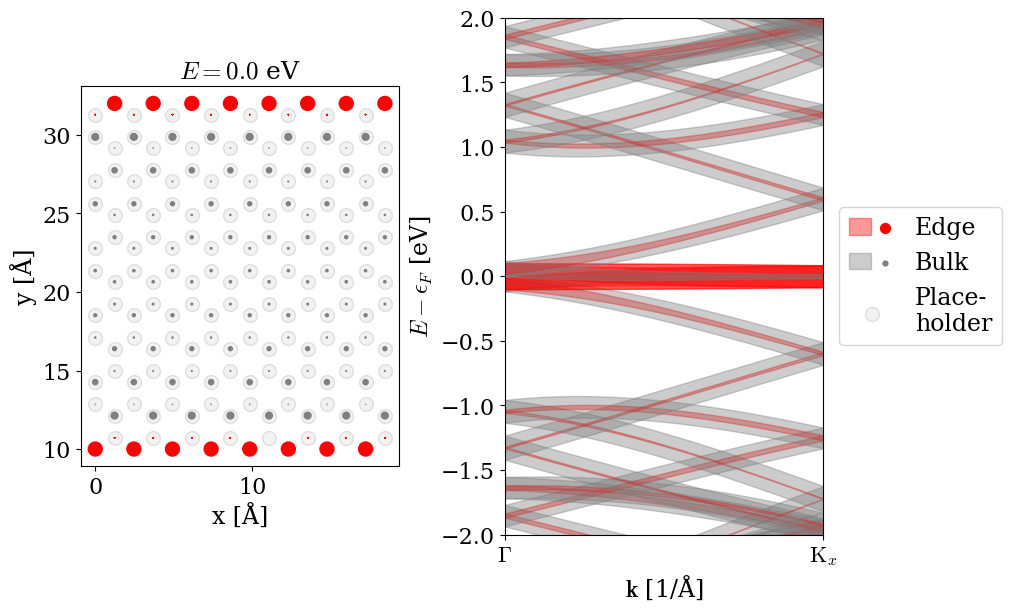 E = 0.0 eV
30
25
20
15
10
y [Å]
0
10
x [Å]
2.0
1.5
1.0
0.5
0.0
−0.5
−1.0
−1.5
−2.0
E − ϵF [eV]
Γ
Kx
k [1/Å]
Edge
Bulk
Place-
holder